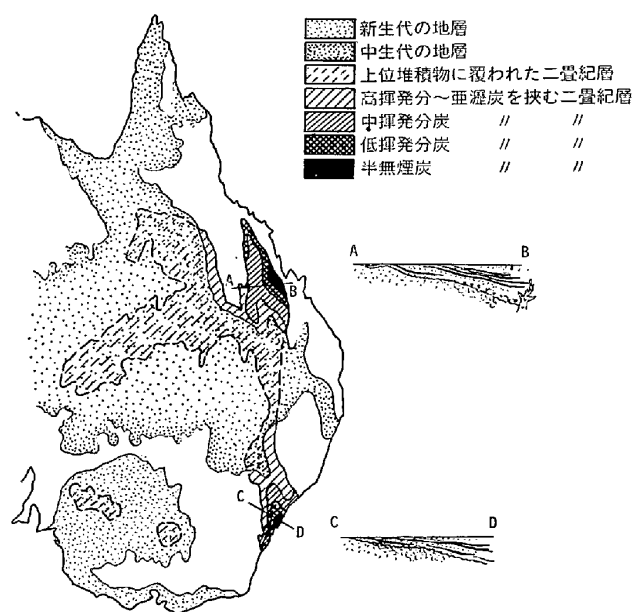 新生代の地層
中生代の地層
上位堆積物に覆われた二畳紀層
高揮発分～亜瀝炭を挟む二畳紀層
中揮発分炭 〃 〃
低揮発分炭 〃 〃
半無煙炭 〃 〃
A B
A B
C
D
C D